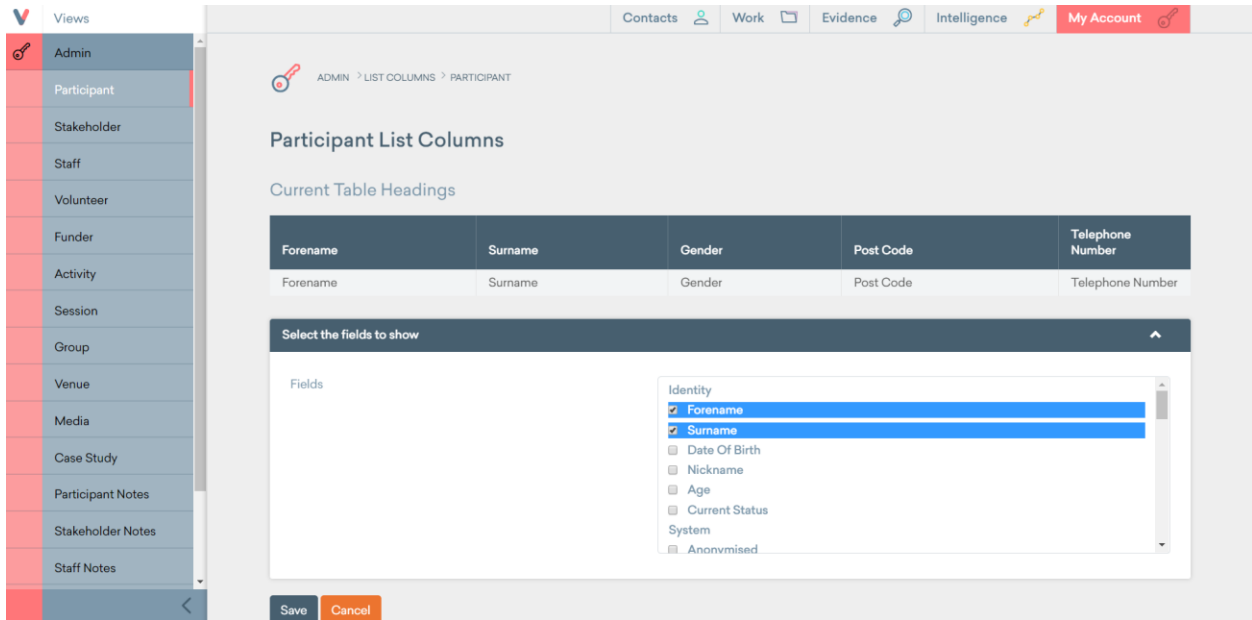 Views
Contacts Work Evidence Intelligence My Account
Admin
Participant
Stakeholder
Staff
Volunteer
Funder
Activity
Session
Group
Venue
Media
Case Study
Participant Notes
Stakeholder Notes
Staff Notes
ADMIN > LIST COLUMNS > PARTICIPANT
Participant List Columns
Current Table Headings
Forename Surname Gender Post Code Telephone Number
Forename Surname Gender Post Code Telephone Number
Select the fields to show
Fields
Identity
Forename
Surname
Date Of Birth
Nickname
Age
Current Status
System
Anonymised
Save Cancel